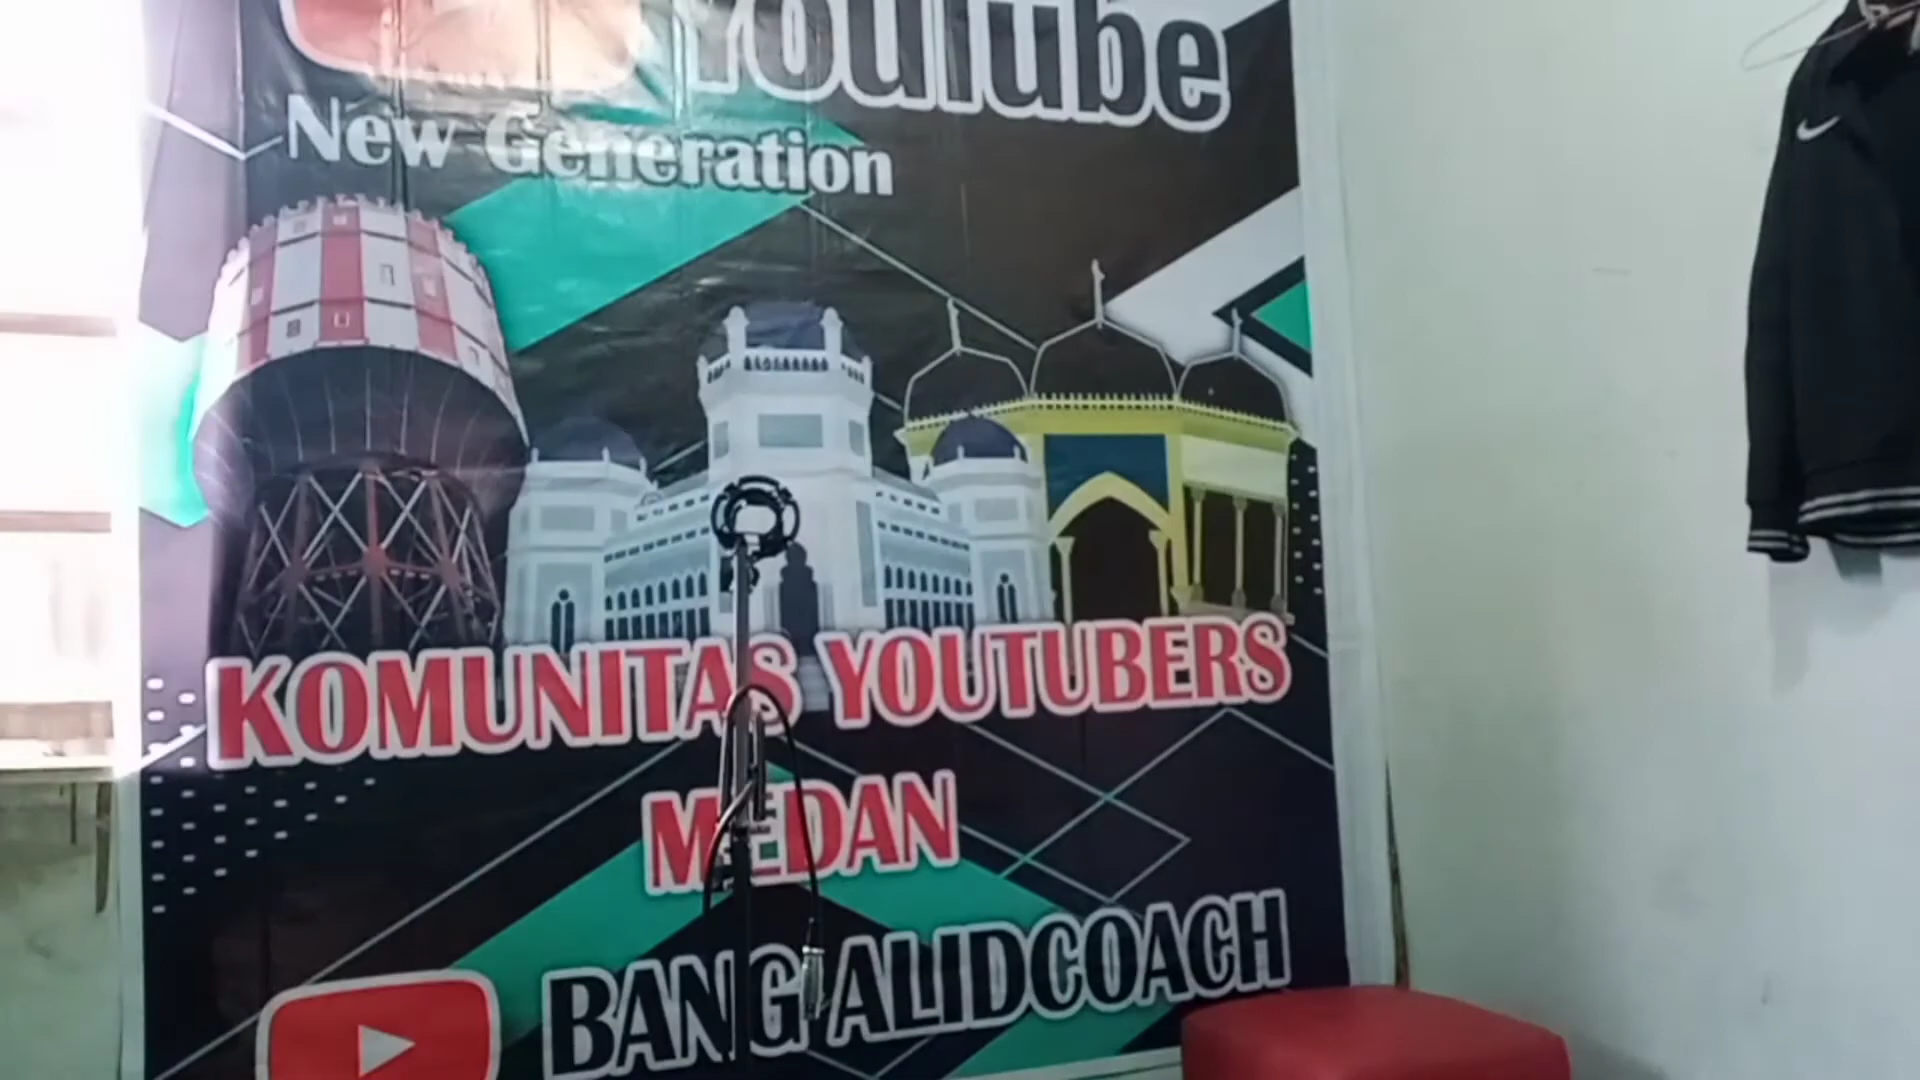 YouTube
New Generation
KOMUNITAS YOUTUBERS
MEDAN
BANG ALIDCOACH